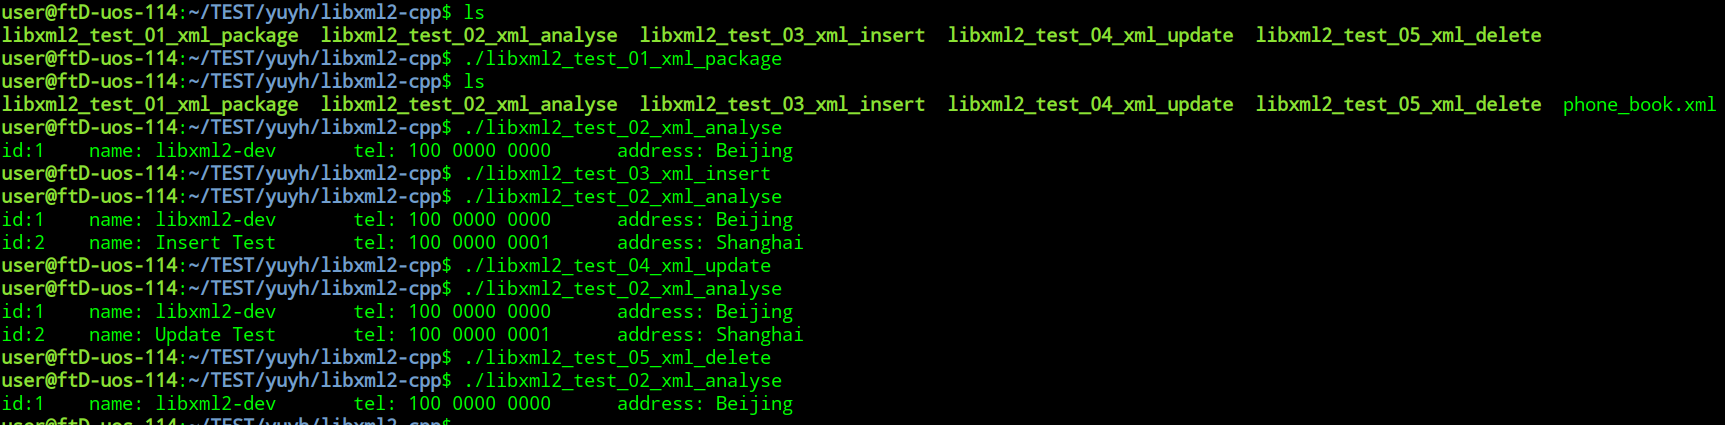 user@ftD-uos-114:~/TEST/yuyh/libxml2-cpp$ ls
libxml2_test_01_xml_package  libxml2_test_02_xml_analyse  libxml2_test_03_xml_insert  libxml2_test_04_xml_update  libxml2_test_05_xml_delete
user@ftD-uos-114:~/TEST/yuyh/libxml2-cpp$ ./libxml2_test_01_xml_package
user@ftD-uos-114:~/TEST/yuyh/libxml2-cpp$ ls
libxml2_test_01_xml_package  libxml2_test_02_xml_analyse  libxml2_test_03_xml_insert  libxml2_test_04_xml_update  libxml2_test_05_xml_delete  phone_book.xml
user@ftD-uos-114:~/TEST/yuyh/libxml2-cpp$ ./libxml2_test_02_xml_analyse
id:1    name: libxml2-dev       tel: 100 0000 0000      address: Beijing
user@ftD-uos-114:~/TEST/yuyh/libxml2-cpp$ ./libxml2_test_03_xml_insert
user@ftD-uos-114:~/TEST/yuyh/libxml2-cpp$ ./libxml2_test_02_xml_analyse
id:1    name: libxml2-dev       tel: 100 0000 0000      address: Beijing
id:2    name: Insert Test       tel: 100 0000 0001      address: Shanghai
user@ftD-uos-114:~/TEST/yuyh/libxml2-cpp$ ./libxml2_test_04_xml_update
user@ftD-uos-114:~/TEST/yuyh/libxml2-cpp$ ./libxml2_test_02_xml_analyse
id:1    name: libxml2-dev       tel: 100 0000 0000      address: Beijing
id:2    name: Update Test       tel: 100 0000 0001      address: Shanghai
user@ftD-uos-114:~/TEST/yuyh/libxml2-cpp$ ./libxml2_test_05_xml_delete
user@ftD-uos-114:~/TEST/yuyh/libxml2-cpp$ ./libxml2_test_02_xml_analyse
id:1    name: libxml2-dev       tel: 100 0000 0000      address: Beijing
user@ftD-uos-114:~/TEST/yuyh/libxml2-cpp$